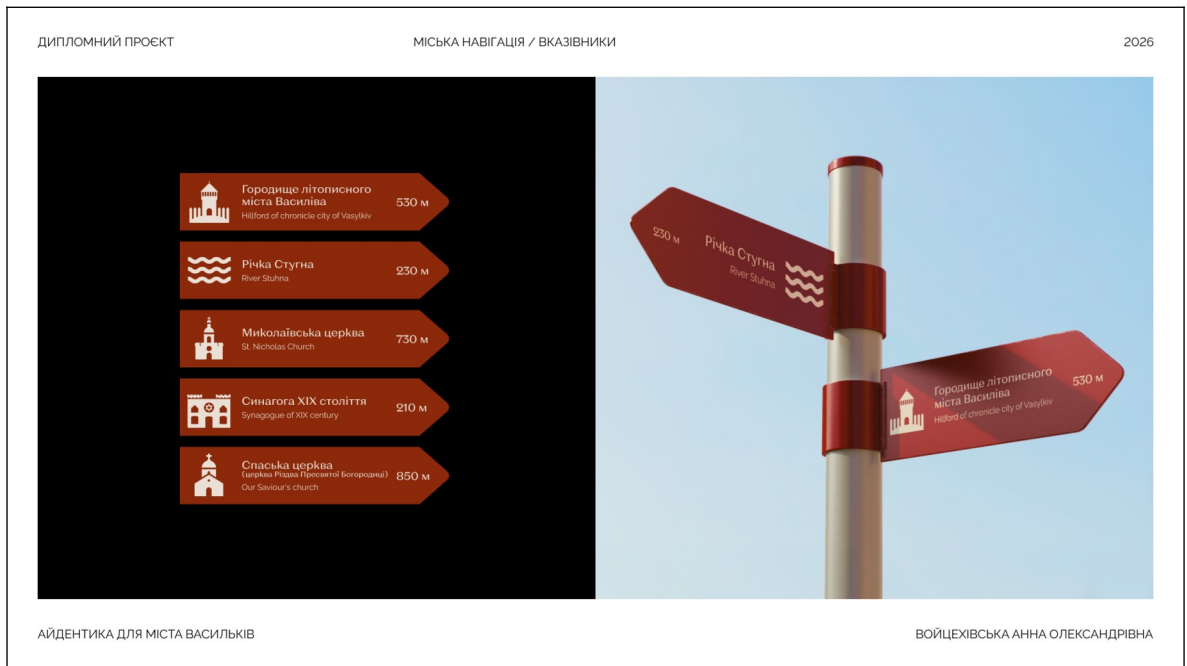 ДИПЛОМНИЙ ПРОЄКТ
МІСЬКА НАВІГАЦІЯ / ВКАЗІВНИКИ
2026
Городище літописного
міста Василіва
Hillford of chronicle city of Vasylkiv
530 м
Річка Стугна
River Stuhna
230 м
Миколаївська церква
St. Nicholas Church
730 м
Синагога XIX століття
Synagogue of XIX century
210 м
Спаська церква
(церква Різдва Пресвятої Богородиці)
Our Saviour's church
850 м
230 м
Річка Стугна
River Stuhna
Городище літописного
міста Василіва
Hillford of chronicle city of Vasylkiv
530 м
АЙДЕНТИКА ДЛЯ МІСТА ВАСИЛЬКІВ
ВОЙЦЕХІВСЬКА АННА ОЛЕКСАНДРІВНА